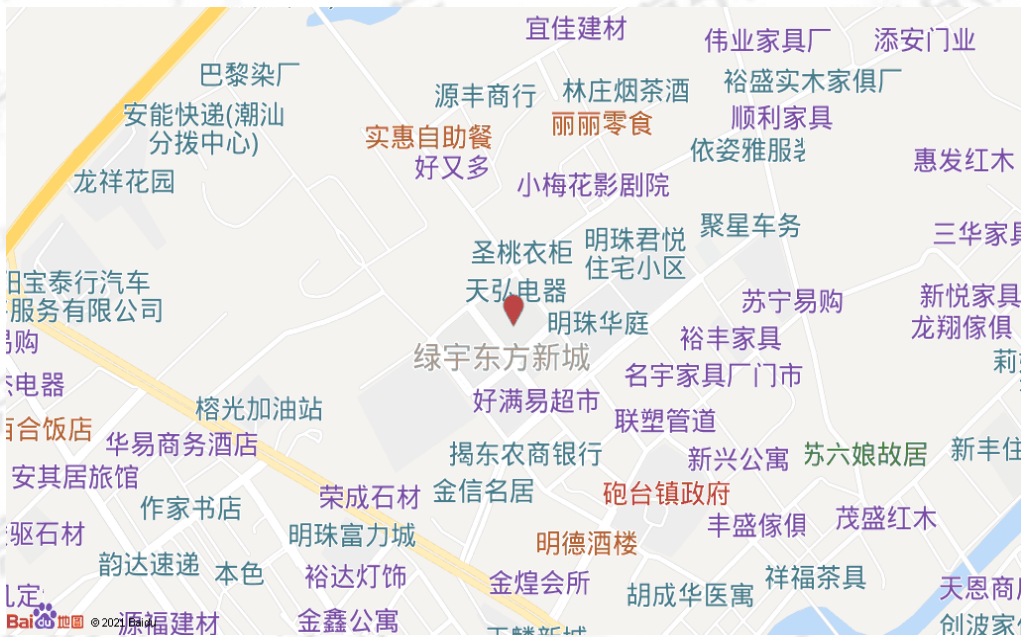 宜佳建材
伟业家具厂
添安门业
巴黎染厂
源丰商行
林庄烟茶酒
裕盛实木家俱厂
安能快递(潮汕
分拨中心)
实惠自助餐
丽丽零食
顺利家具
好又多
依姿雅服
惠发红木
龙祥花园
小梅花影剧院
聚星车务
三华家具
圣桃衣柜
明珠君悦
住宅小区
阳宝泰行汽车
服务有限公司
天弘电器
苏宁易购
新悦家具
明珠华庭
龙翔傢俱
易购
裕丰家具
绿宇东方新城
莉
电器
名宇家具厂门市
好满易超市
榕光加油站
联塑管道
百合饭店
华易商务酒店
揭东农商银行
新兴公寓
苏六娘故居
新丰住
安其居旅馆
荣成石材
金信名居
砲台镇政府
作家书店
丰盛傢俱
茂盛红木
驱石材
明珠富力城
明德酒楼
韵达速递
本色
裕达灯饰
金煌会所
胡成华医寓
祥福茶具
天恩商
定
Bai du 地图
© 2021 Baidu
源福建材
金鑫公寓
创波家